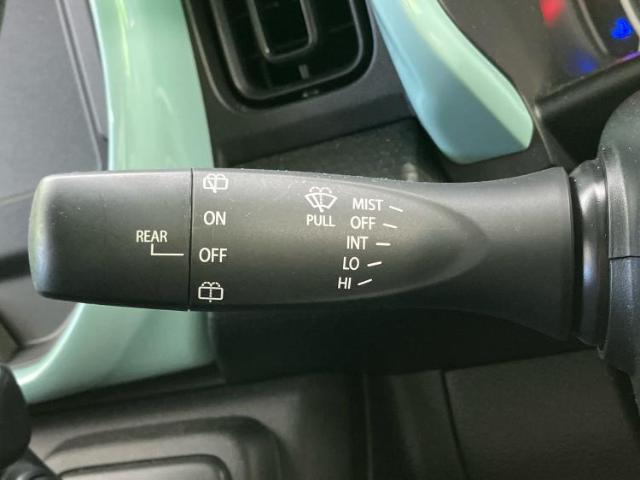 REAR
ON
OFF
PULL
MIST
OFF
INT
LO
HI